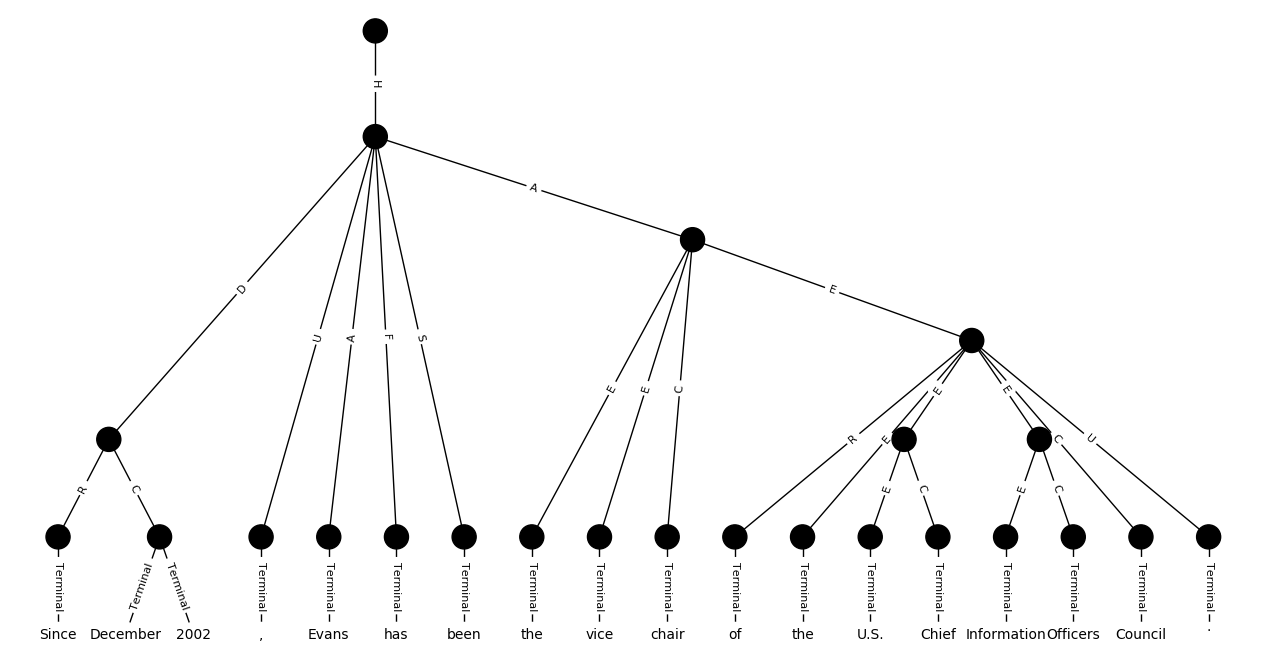 H
A
D
E
U
A
F
S
E
E
C
R
E
E
E
C
U
R
C
E
C
E
C
Terminal Terminal Terminal Terminal Terminal Terminal Terminal Terminal Terminal Terminal Terminal Terminal Terminal Terminal Terminal Terminal Terminal Terminal
Since December 2002 , Evans has been the vice chair of the U.S. Chief Information Officers Council .